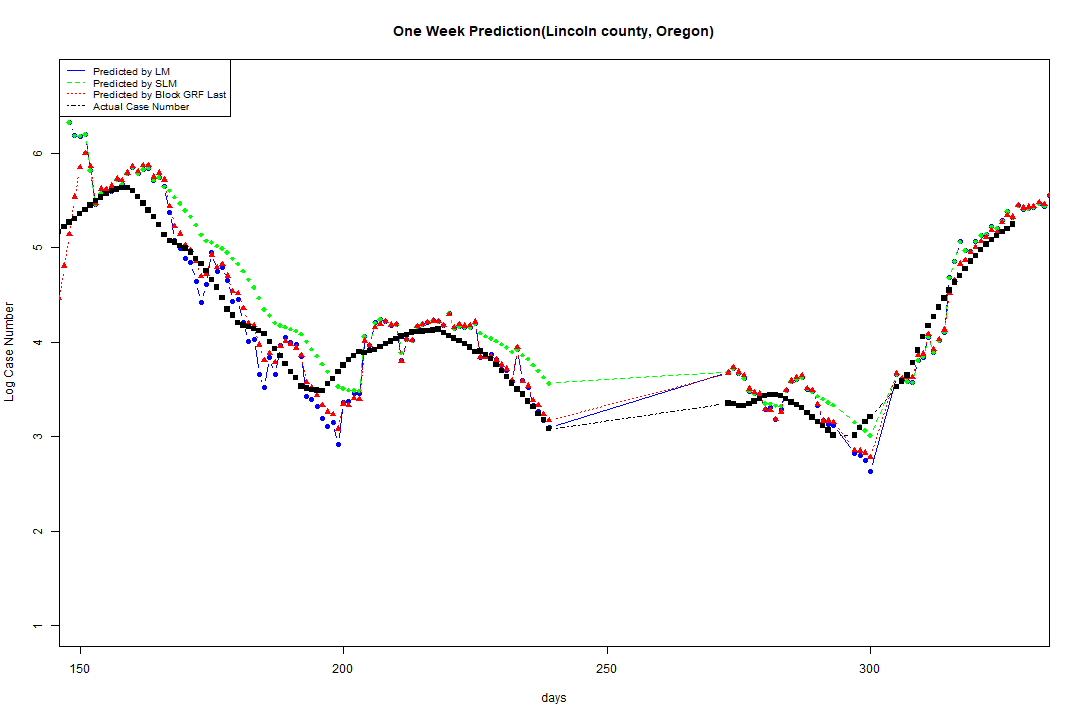 One Week Prediction(Lincoln county, Oregon)
Predicted by LM
Predicted by SLM
Predicted by Block GRF Last
Actual Case Number
Log Case Number
6
5
4
3
2
1
150
200
250
300
days